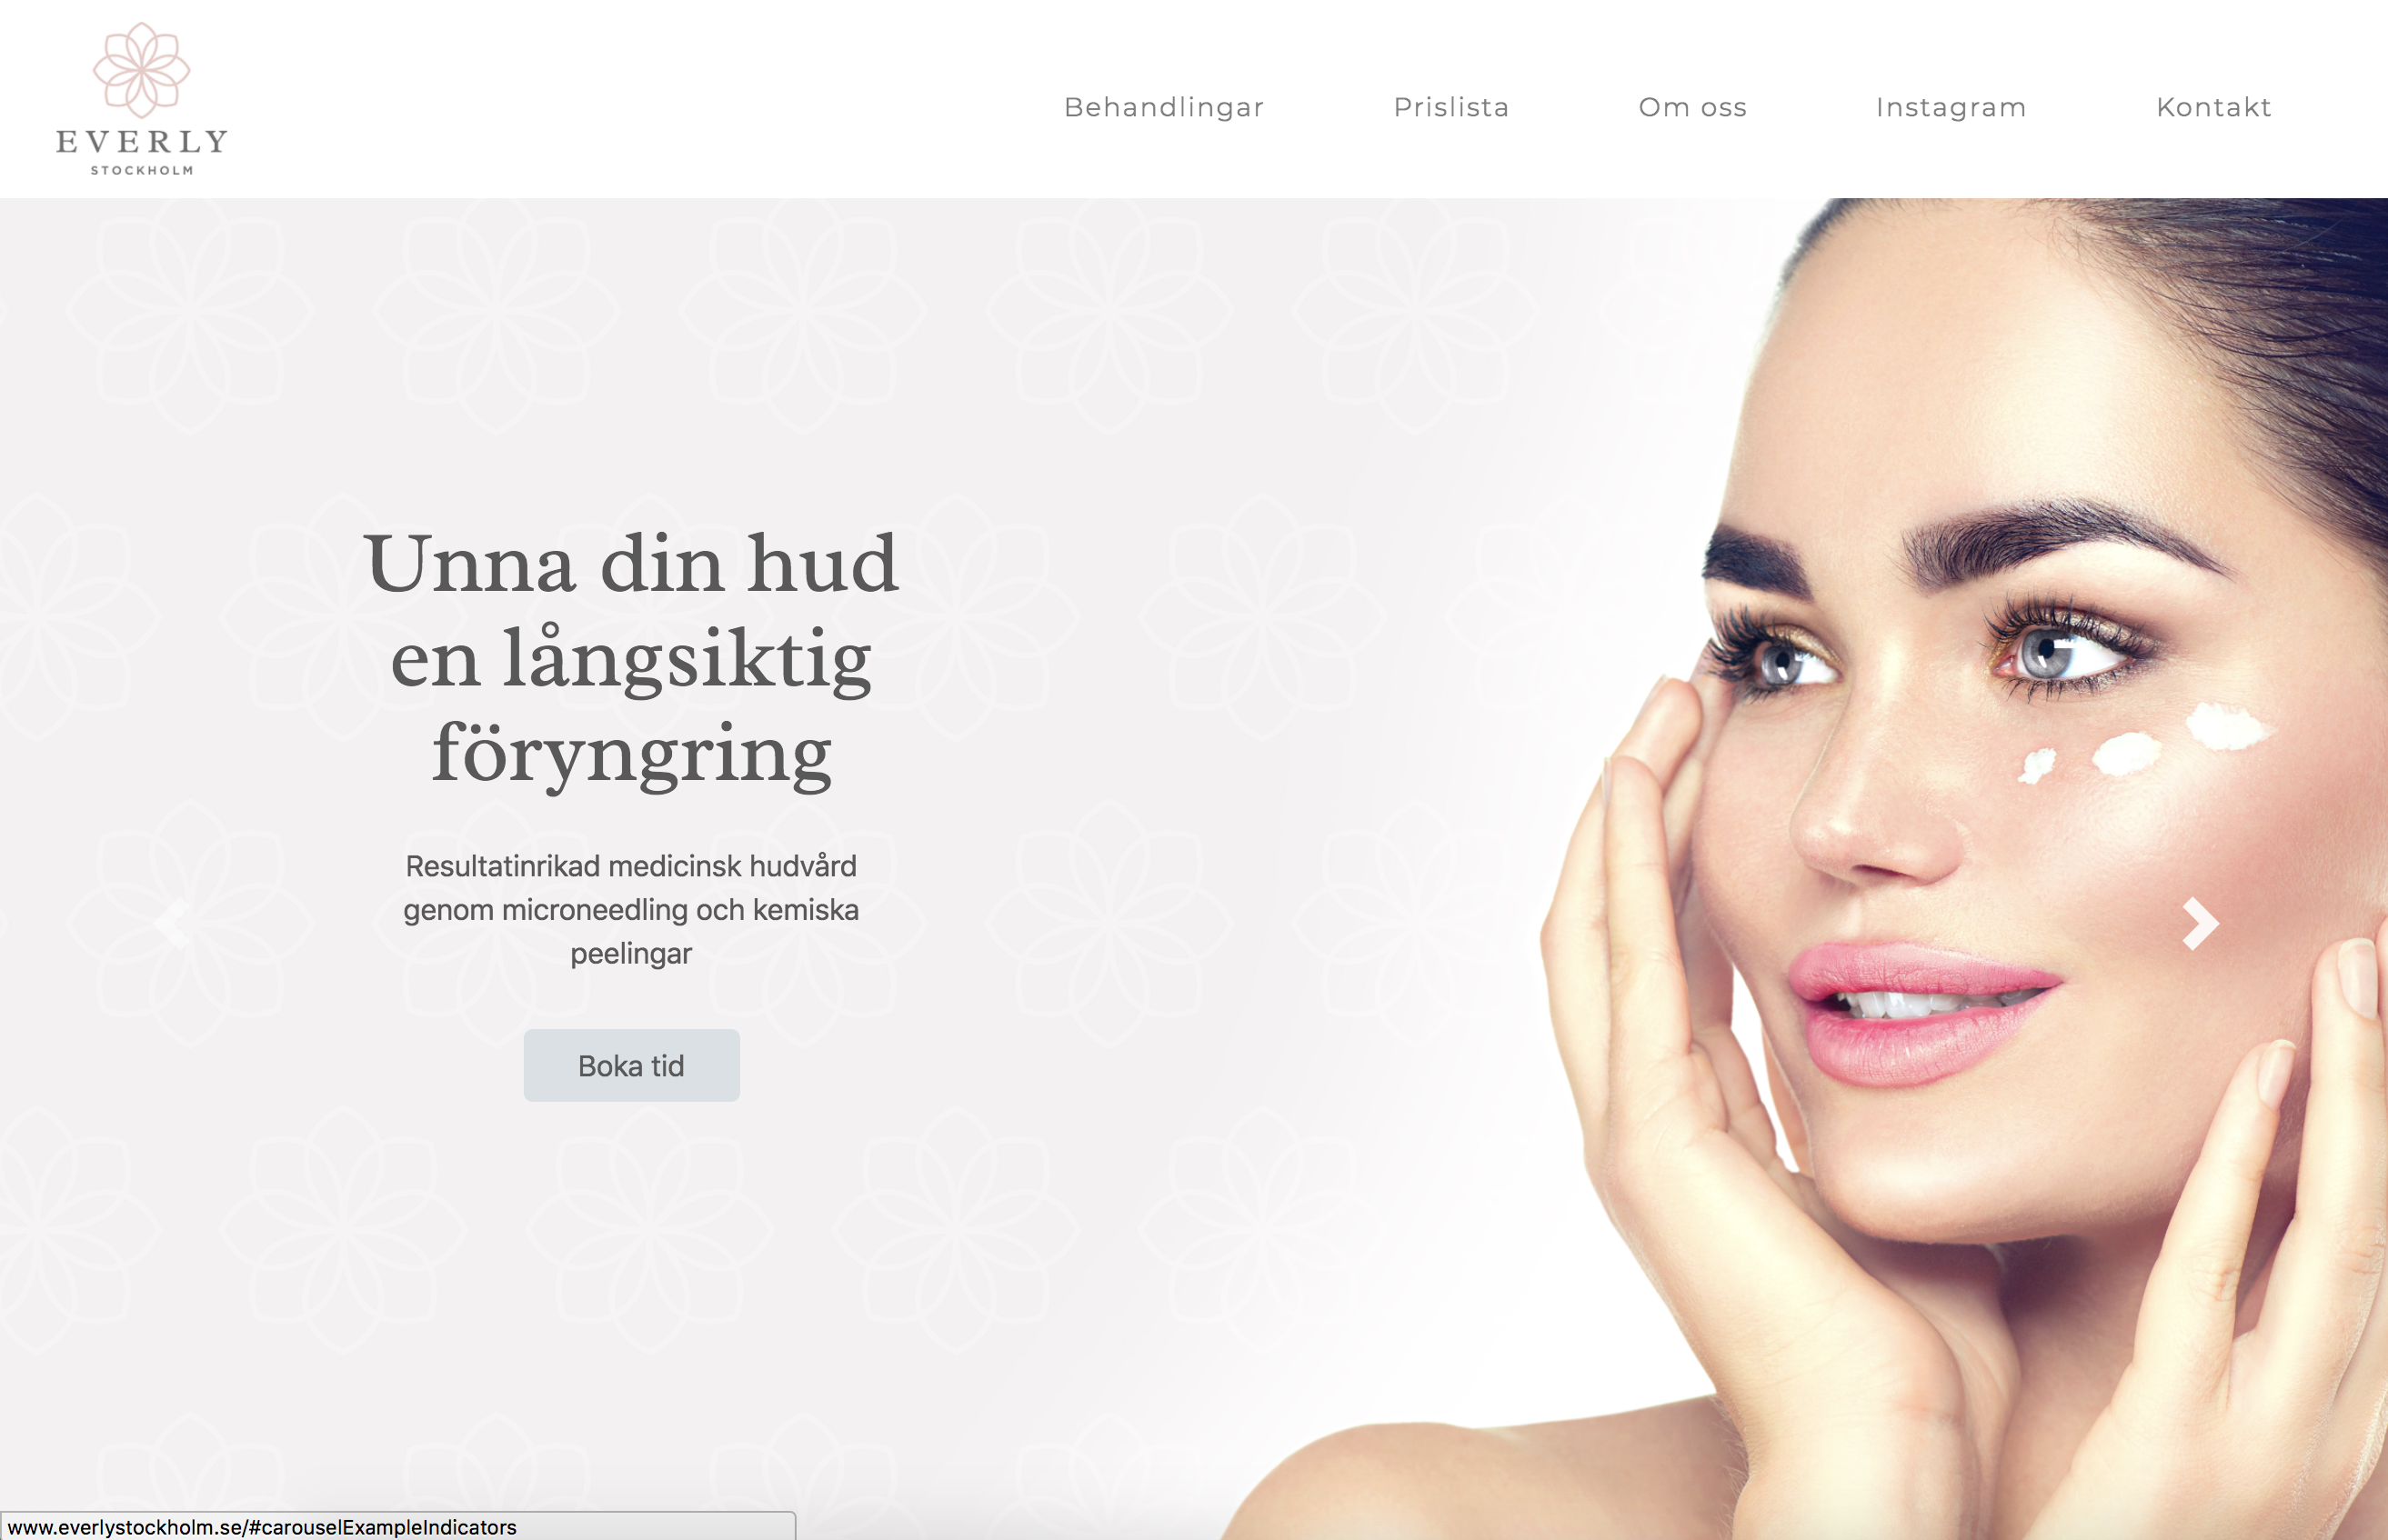 EVERLY
STOCKHOLM
Behandlingar
Prislista
Om oss
Instagram
Kontakt
Unna din hud
en långsiktig
föryngring
Resultatinrikad medicinsk hudvård
genom microneedling och kemiska
peelingar
Boka tid
www.everlystockholm.se/#carouselExampleIndicators